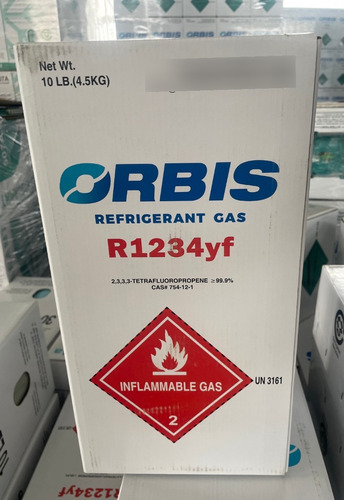 Net Wt.
10 LB.(4.5KG)
ORBIS
REFRIGERANT GAS
R1234yf
2,3,3,3-TETRAFLUOROPROPENE ≥99.9%
CAS# 754-12-1
INFLAMMABLE GAS
UN 3161
2